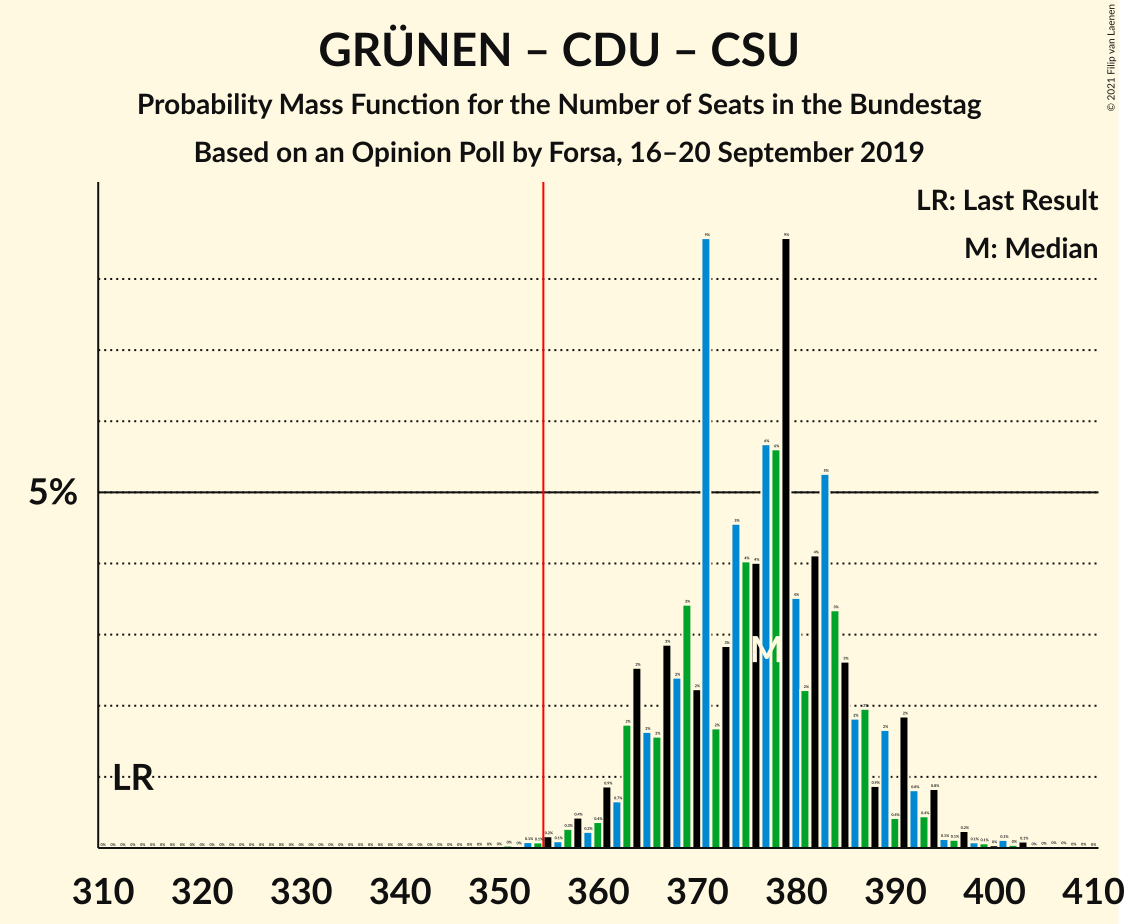 GRÜNEN – CDU – CSU
Probability Mass Function for the Number of Seats in the Bundestag
Based on an Opinion Poll by Forsa, 16–20 September 2019
© 2021 Filip van Laenen
LR: Last Result
M: Median
5%
M
LR
310 320 330 340 350 360 370 380 390 400 410